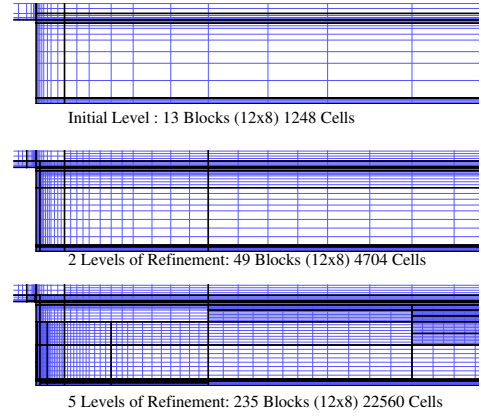 Initial Level : 13 Blocks (12x8) 1248 Cells
2 Levels of Refinement: 49 Blocks (12x8) 4704 Cells
5 Levels of Refinement: 235 Blocks (12x8) 22560 Cells